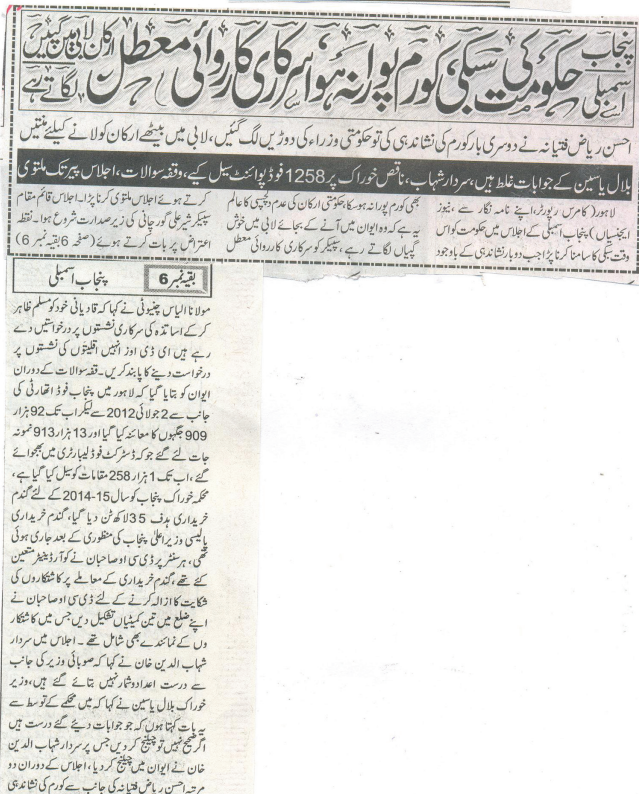 پنجاب اسمبلی
حکومت کی سبکی، کورم پورا نہ ہوا، سرکاری کارروائی معطل
ارکان لابی میں گپیں لگاتے رہے
احسن ریاض فتیانہ نے دوسری بار کورم کی نشاندہی کی تو حکومتی وزراء کی دوڑیں لگ گئیں، لابی میں بیٹھے ارکان کو لانے کیلئے منتیں
بلال یاسین کے جوابات غلط ہیں، سردار شہاب، ناقص خوراک پر 1258 فوڈ پوائنٹ سیل کیے، وقفہ سوالات، اجلاس پیر تک ملتوی
لاہور (کامرس رپورٹر، اپنے نامہ نگار سے، نیوز
ایجنسیاں) پنجاب اسمبلی کے اجلاس میں حکومت کو اس
وقت سبکی کا سامنا کرنا پڑا جب دو بار نشاندہی کے باوجود
بھی کورم پورا نہ ہو سکا حکومتی ارکان کی عدم دلچسپی کا عالم
یہ ہے کہ وہ ایوان میں آنے کے بجائے لابی میں خوش
گپیاں لگاتے رہے، سپیکر کو سرکاری کارروائی معطل
کرتے ہوئے اجلاس ملتوی کرنا پڑا۔ اجلاس قائم مقام
سپیکر شیر علی گورچانی کی زیر صدارت شروع ہوا۔ نقطہ
اعتراض پر بات کرتے ہوئے (صفحہ 6 بقیہ نمبر 6)
بقیہ نمبر 6 پنجاب اسمبلی
مولانا الیاس چنیوٹی نے کہا کہ قادیانی خود کو مسلم ظاہر
کر کے اساتذہ کی سرکاری نشستوں پر درخواستیں دے
رہے ہیں ای ڈی اوز انہیں اقلیتوں کی نشستوں پر
درخواست دینے کا پابند کریں۔ وقفہ سوالات کے دوران
ایوان کو بتایا گیا کہ لاہور میں پنجاب فوڈ اتھارٹی کی
جانب سے 2 جولائی 2012 سے لیکر اب تک 92 ہزار
909 جگہوں کا معائنہ کیا گیا اور 13 ہزار 913 نمونہ
جات لئے گئے جو کہ ڈسٹرکٹ فوڈ لیبارٹری میں بھجوائے
گئے، اب تک 1 ہزار 258 مقامات کو سیل کیا گیا ہے،
محکمہ خوراک پنجاب کو سال 15-2014 کے لئے گندم
خریداری ہدف 35 لاکھ ٹن دیا گیا، گندم خریداری
پالیسی وزیر اعلیٰ پنجاب کی منظوری کے بعد جاری ہوئی
تھی، ہر سنٹر پر ڈی سی او صاحبان نے کوآرڈینیٹر متعین
کئے تھے، گندم خریداری کے معاملے پر کاشتکاروں کی
شکایت کا ازالہ کرنے کے لئے ڈی سی او صاحبان نے
اپنے ضلع میں تین کمیٹیاں تشکیل دیں جس میں کاشتکار
وں کے نمائندے بھی شامل تھے۔ اجلاس میں سردار
شہاب الدین خان نے کہا کہ صوبائی وزیر کی جانب
سے درست اعداد و شمار نہیں بتائے گئے ہیں، وزیر
خوراک بلال یاسین نے کہا کہ میں محکمے کے توسط سے
یہ بات کہتا ہوں کہ جو جوابات دیئے گئے درست ہیں
اگر صحیح نہیں تو چیلنج کر دیں جس پر سردار شہاب الدین
خان نے ایوان میں چیلنج کر دیا، اجلاس کے دوران دو
مرتبہ احسن ریاض فتیانہ کی جانب سے کورم کی نشاندہی